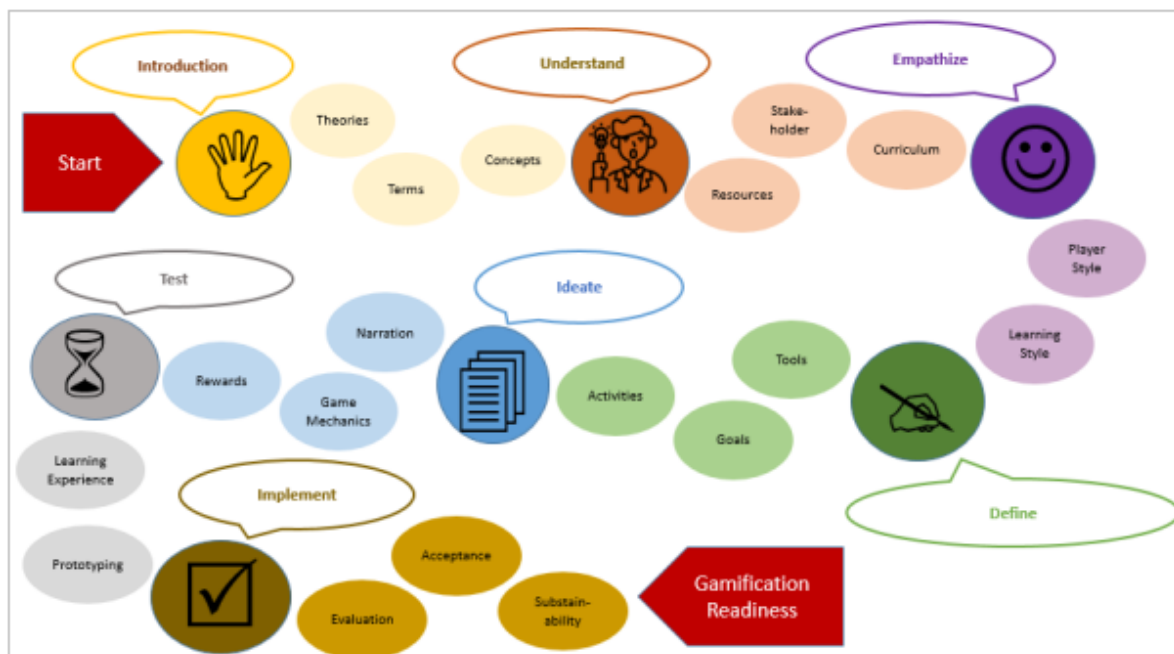 Introduction
Understand
Empathize
Start
Theories
Terms
Concepts
Stake-
holder
Resources
Curriculum
Player
Style
Learning
Style
Test
Ideate
Narration
Rewards
Game
Mechanics
Activities
Tools
Goals
Define
Learning
Experience
Prototyping
Implement
Evaluation
Acceptance
Substain-
ability
Gamification
Readiness